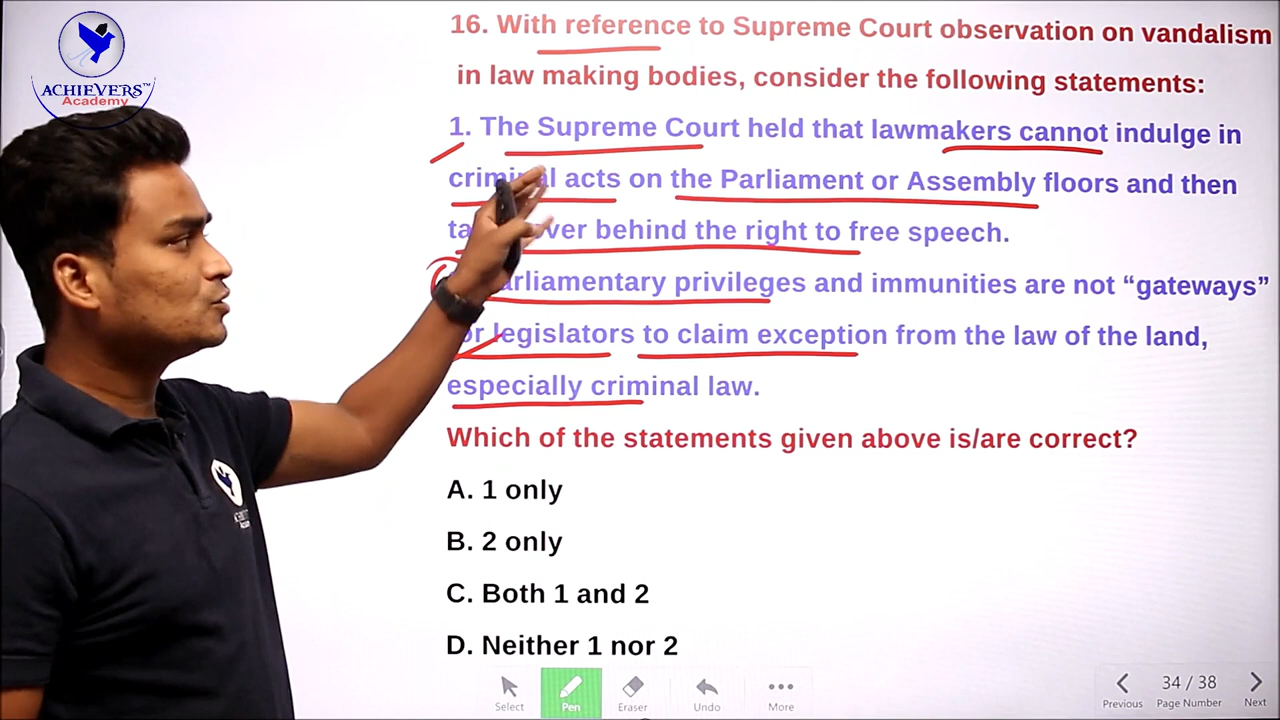 ACHIEVERS™
Academy
16. With reference to Supreme Court observation on vandalism
in law making bodies, consider the following statements:
1. The Supreme Court held that lawmakers cannot indulge in
criminal acts on the Parliament or Assembly floors and then
over behind the right to free speech.
privileges and immunities are not “gateways”
legislators to claim exception from the law of the land,
especially criminal law.
Which of the statements given above is/are correct?
A. 1 only
B. 2 only
C. Both 1 and 2
D. Neither 1 nor 2
Select
Pen
Eraser
Undo
More
Previous
34 / 38
Page Number
Next